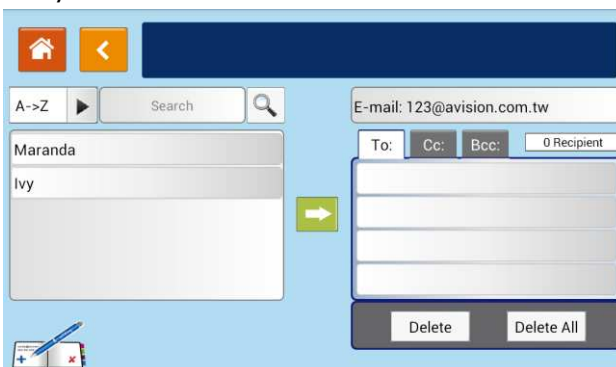 A->Z
Search
Maranda
Ivy
E-mail: 123@avision.com.tw
To:
Cc:
Bcc:
0 Recipient
Delete
Delete All